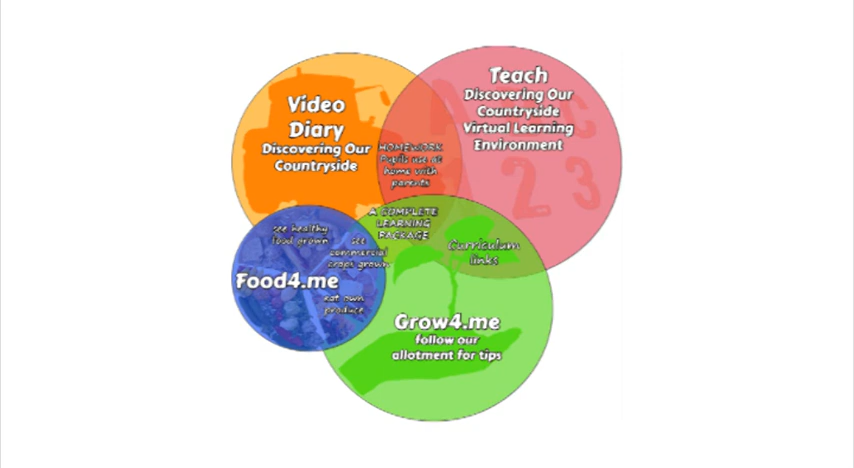 Video
Diary
Discovering Our
Countryside
Teach
Discovering Our
Countryside
Virtual Learning
Environment
HOMEWORK
Pupils use at
home with
parents
A COMPLETE
LEARNING
PACKAGE
see healthy
food grown
see
commercial
crops grown
Curriculum
links
Food4.me
eat own
produce
Grow4.me
follow our
allotment for tips
A
C
2 3